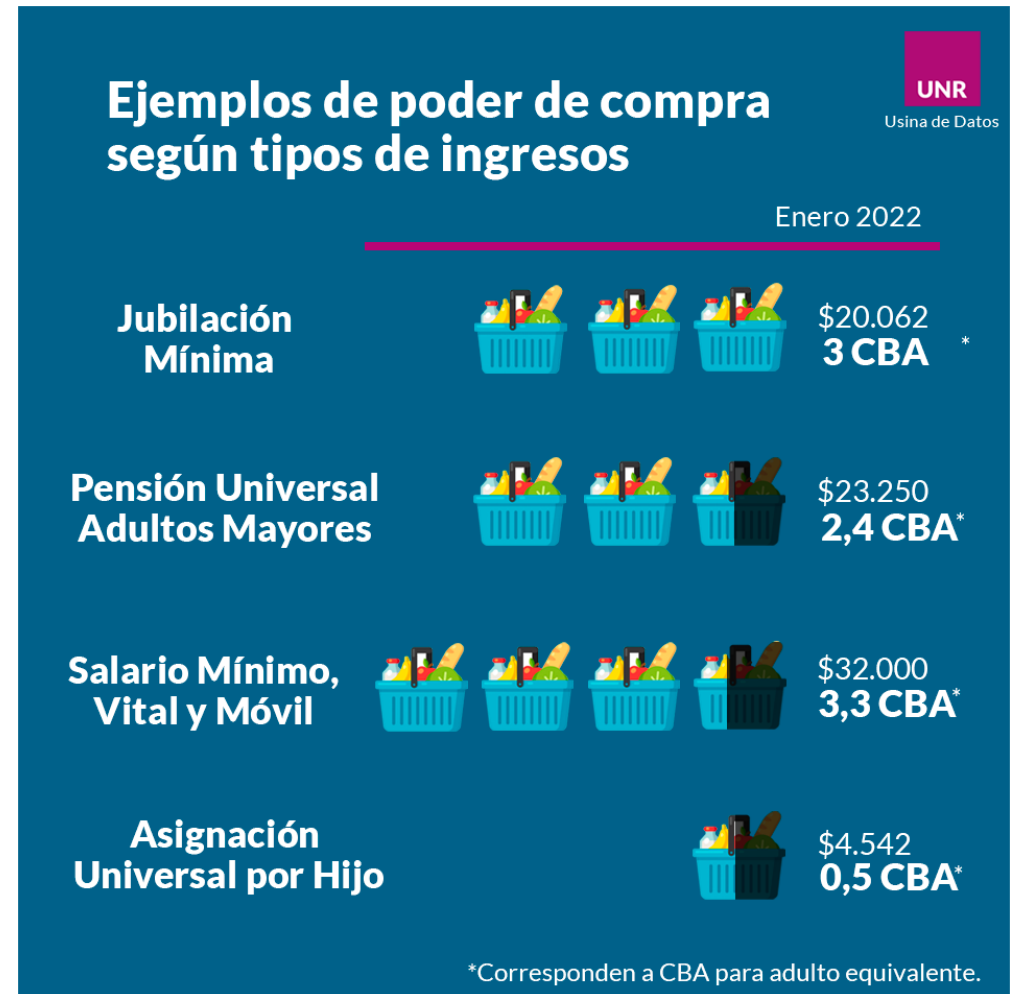 UNR
Usina de Datos
Ejemplos de poder de compra
según tipos de ingresos
Enero 2022
Jubilación
Mínima
$20.062
3 CBA *
Pensión Universal
Adultos Mayores
$23.250
2,4 CBA*
Salario Mínimo,
Vital y Móvil
$32.000
3,3 CBA*
Asignación
Universal por Hijo
$4.542
0,5 CBA*
*Corresponden a CBA para adulto equivalente.